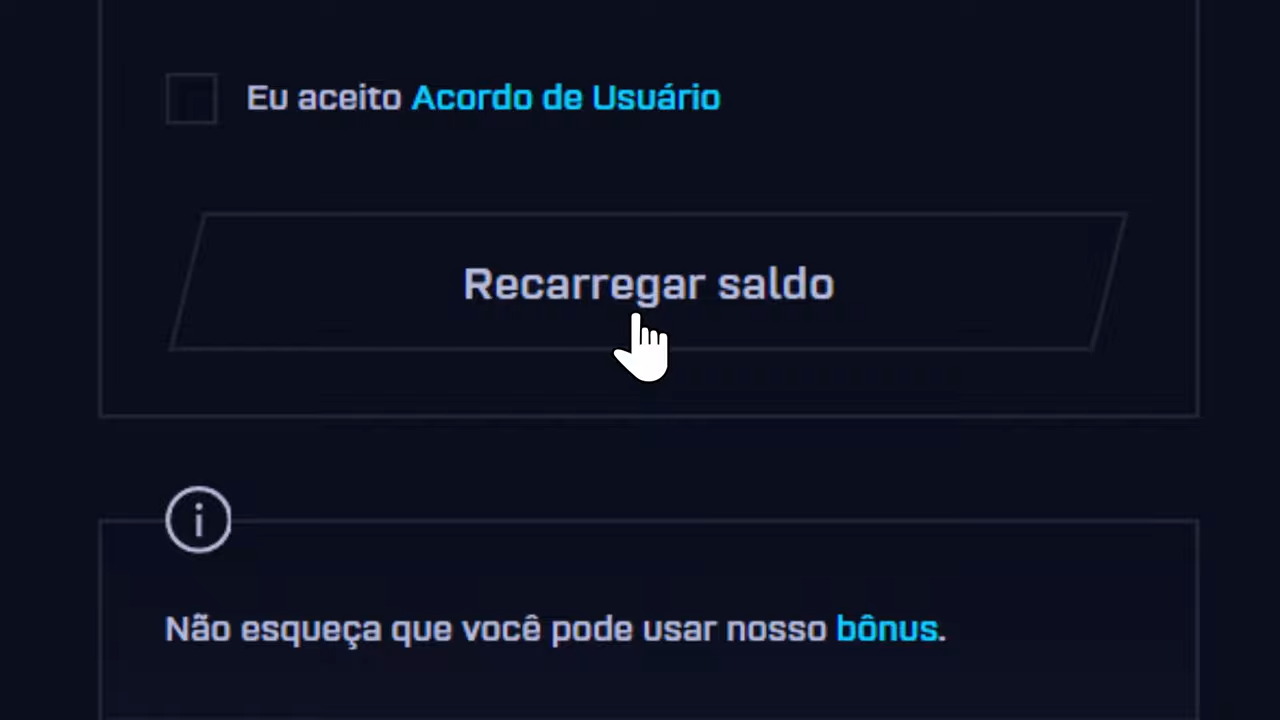 Eu aceito Acordo de Usuário
Recarregar saldo
Não esqueça que você pode usar nosso bônus.